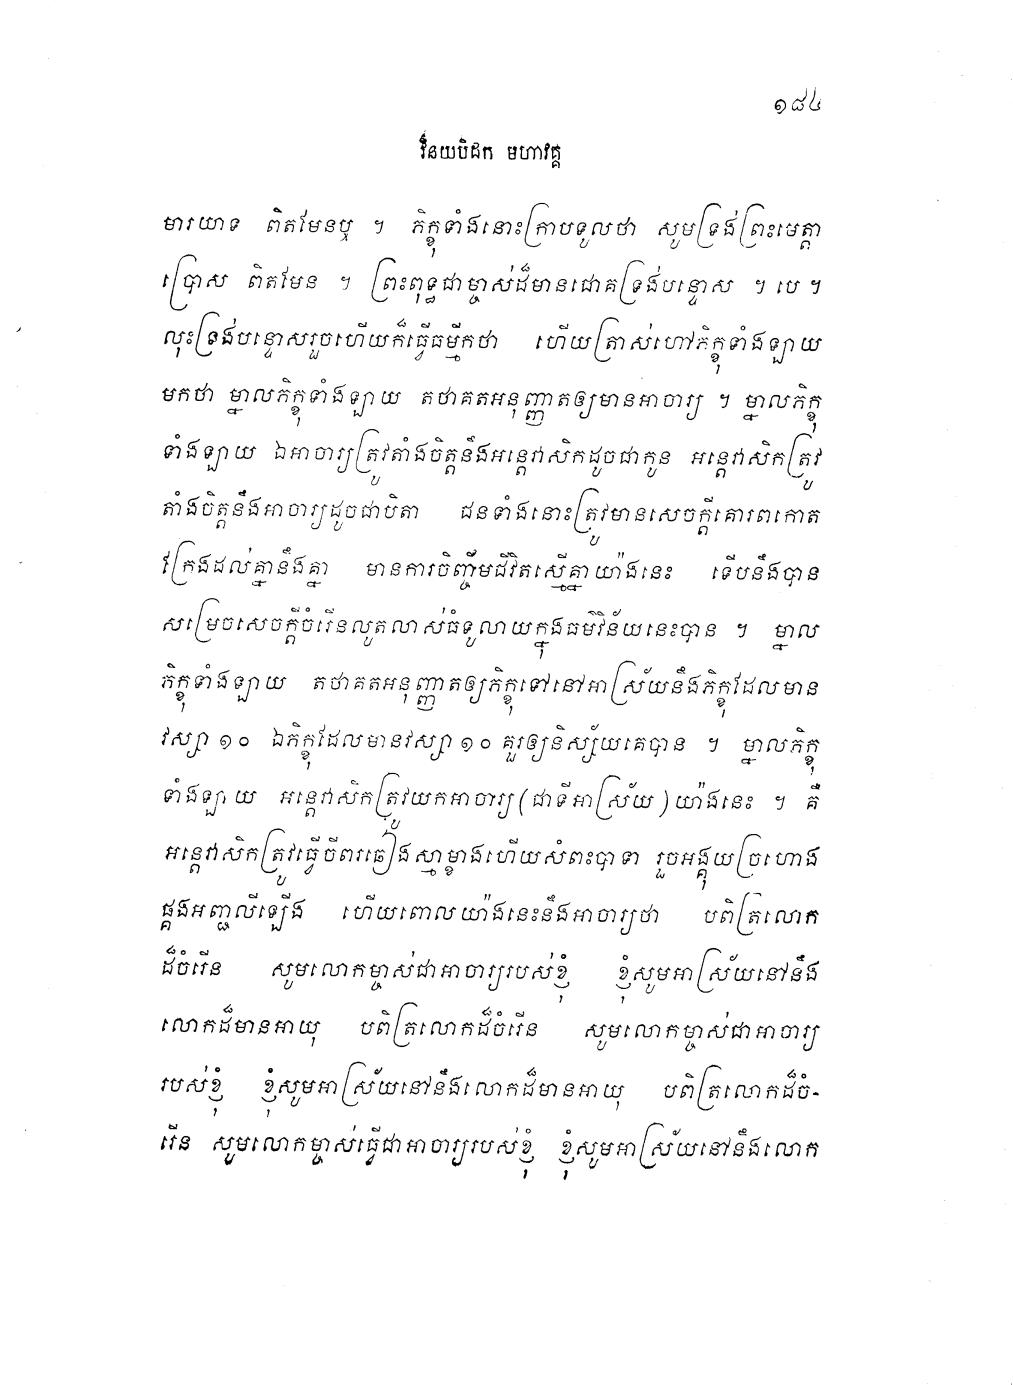 ១៨៤
វិនយបិដក មហាវគ្គ
មារយាទ ពិតមែនឬ ។ ភិក្ខុទាំងនោះក្រាបទូលថា សូមទ្រង់ព្រះមេត្តា
ប្រោស ពិតមែន ។ ព្រះពុទ្ធជាម្ចាស់ដ៏មានជោគទ្រង់បន្ទោស ។ បេ ។
លុះទ្រង់បន្ទោសរួចហើយក៏ធ្វើធម្មីកថា ហើយត្រាស់ហៅភិក្ខុទាំងឡាយ
មកថា ម្នាលភិក្ខុទាំងឡាយ តថាគតអនុញ្ញាតឲ្យមានអាចារ្យ ។ ម្នាលភិក្ខុ
ទាំងឡាយ ឯអាចារ្យត្រូវតាំងចិត្តនឹងអន្តេវាសិកដូចជាកូន អន្តេវាសិកត្រូវ
តាំងចិត្តនឹងអាចារ្យដូចជាបិតា ជនទាំងនោះត្រូវមានសេចក្តីគោរពកោត
ក្រែងដល់គ្នានឹងគ្នា មានការចិញ្ចឹមជីវិតស្មើគ្នាយ៉ាងនេះ ទើបនឹងបាន
សម្រេចសេចក្តីចំរើនលូតលាស់ធំទូលាយក្នុងធម៌វិន័យនេះបាន ។ ម្នាល
ភិក្ខុទាំងឡាយ តថាគតអនុញ្ញាតឲ្យភិក្ខុទៅនៅអាស្រ័យនឹងភិក្ខុដែលមាន
វស្សា ១០ ឯភិក្ខុដែលមានវស្សា ១០ គួរឲ្យនិស្ស័យគេបាន ។ ម្នាលភិក្ខុ
ទាំងឡាយ អន្តេវាសិកត្រូវយកអាចារ្យ (ជាទីអាស្រ័យ) យ៉ាងនេះ ។ គឺ
អន្តេវាសិកត្រូវធ្វើចីពរឆៀងស្មាម្ខាងហើយសំពះបាទា រួចអង្គុយច្រហោង
ផ្គងអញ្ជលីឡើង ហើយពោលយ៉ាងនេះនឹងអាចារ្យថា បពិត្រលោក
ដ៏ចំរើន សូមលោកម្ចាស់ជាអាចារ្យរបស់ខ្ញុំ ខ្ញុំសូមអាស្រ័យនៅនឹង
លោកដ៏មានអាយុ បពិត្រលោកដ៏ចំរើន សូមលោកម្ចាស់ជាអាចារ្យ
របស់ខ្ញុំ ខ្ញុំសូមអាស្រ័យនៅនឹងលោកដ៏មានអាយុ បពិត្រលោកដ៏ចំ-
រើន សូមលោកម្ចាស់ធ្វើជាអាចារ្យរបស់ខ្ញុំ ខ្ញុំសូមអាស្រ័យនៅនឹងលោក